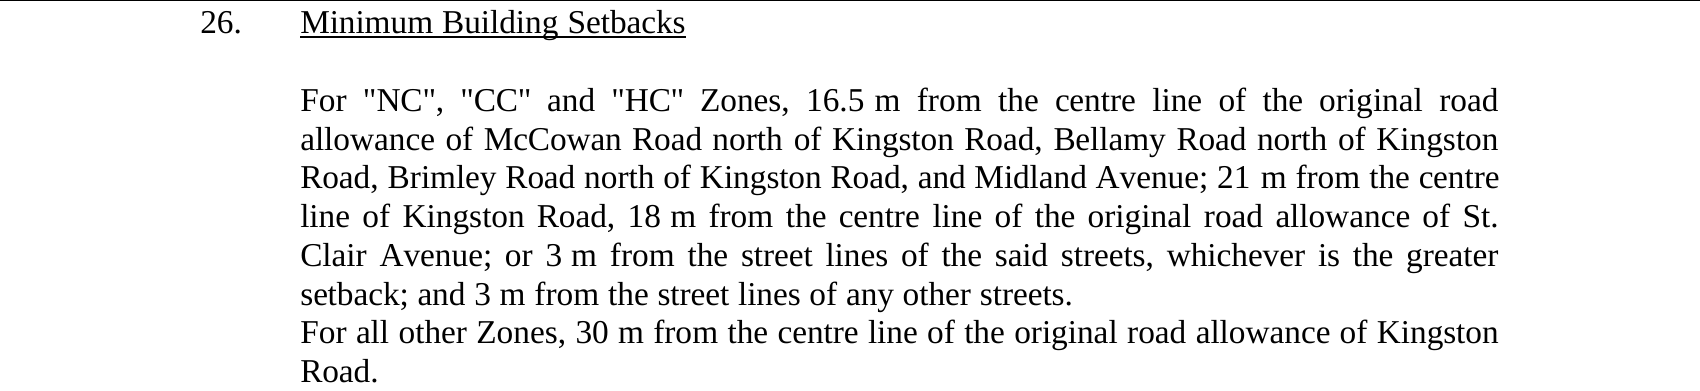 26. Minimum Building Setbacks
For "NC", "CC" and "HC" Zones, 16.5 m from the centre line of the original road
allowance of McCowan Road north of Kingston Road, Bellamy Road north of Kingston
Road, Brimley Road north of Kingston Road, and Midland Avenue; 21 m from the centre
line of Kingston Road, 18 m from the centre line of the original road allowance of St.
Clair Avenue; or 3 m from the street lines of the said streets, whichever is the greater
setback; and 3 m from the street lines of any other streets.
For all other Zones, 30 m from the centre line of the original road allowance of Kingston
Road.